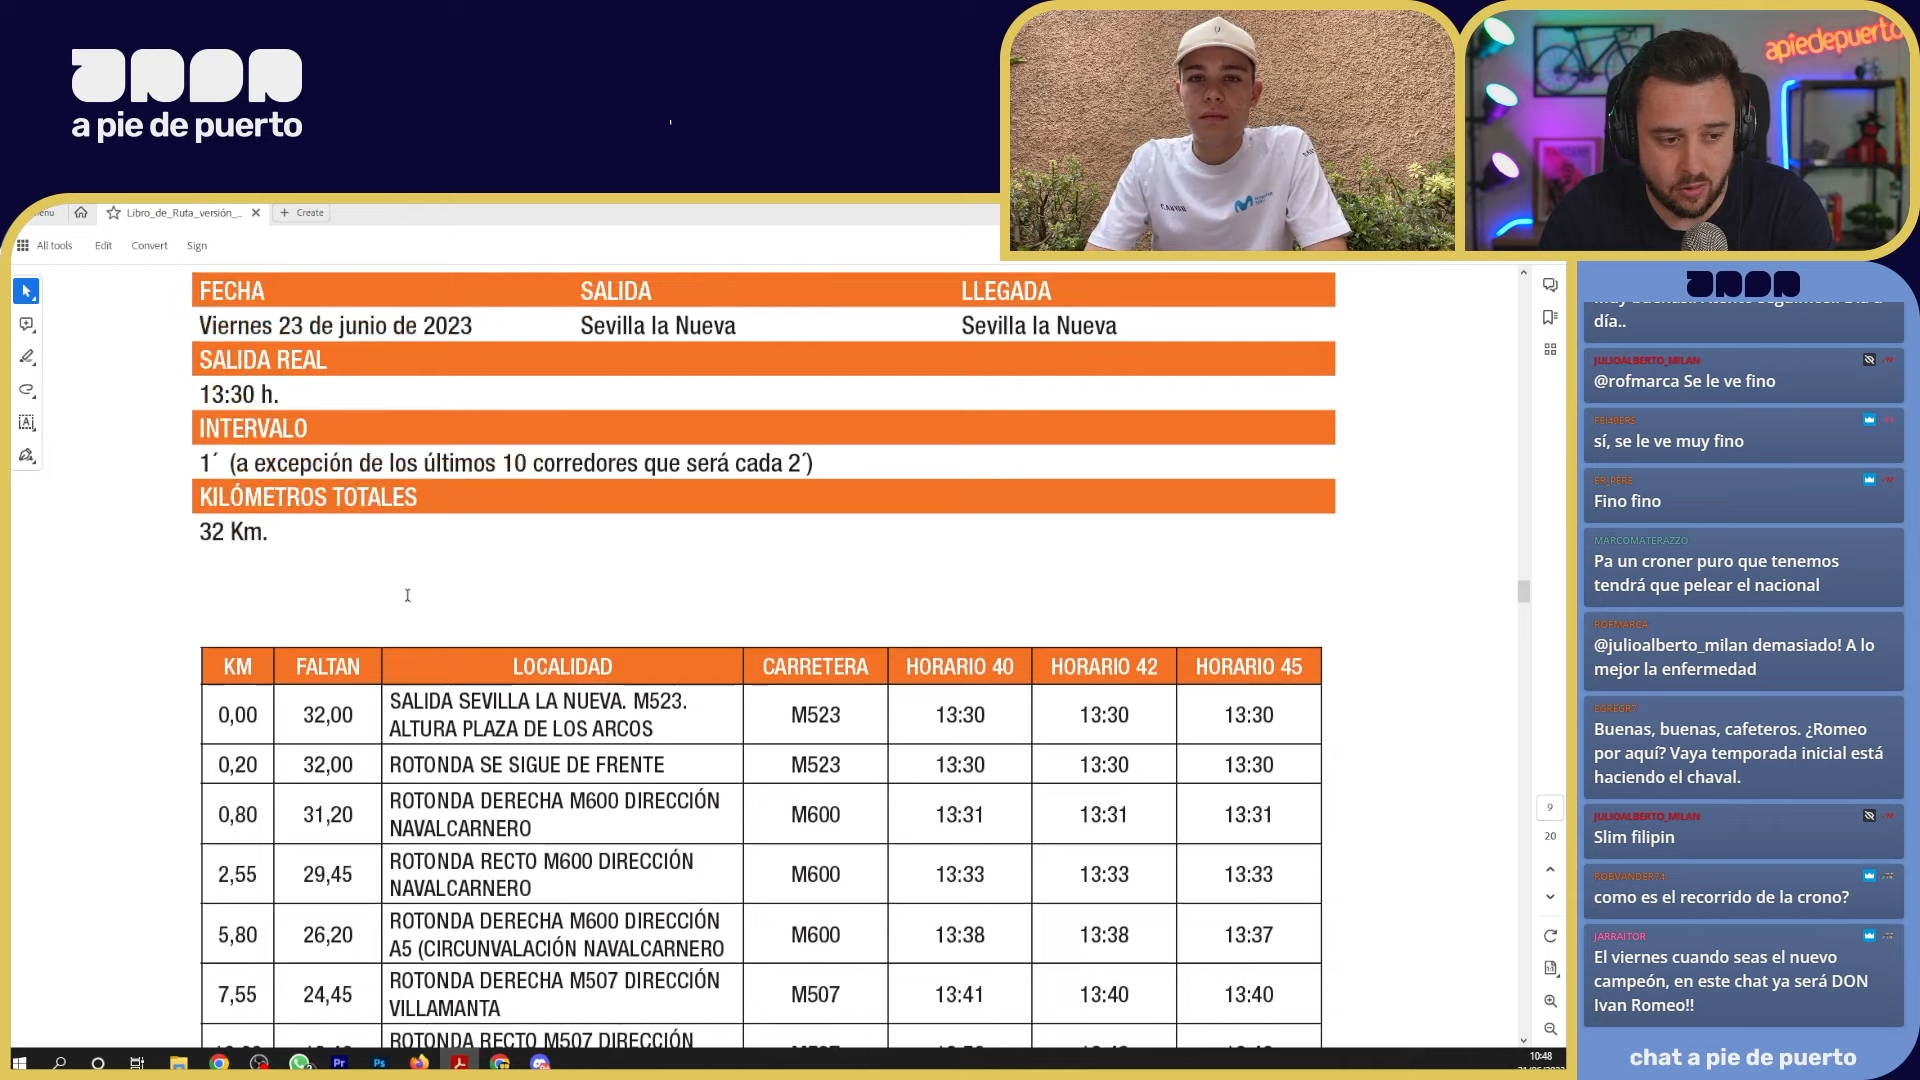 a pie de puerto
apiedepuerto
CANYON
Libro_de_Ruta_versión_...
Create
All tools
Edit
Convert
Sign
FECHA SALIDA LLEGADA
Viernes 23 de junio de 2023 Sevilla la Nueva Sevilla la Nueva
SALIDA REAL
13:30 h.
INTERVALO
1´ (a excepción de los últimos 10 corredores que será cada 2´)
KILÓMETROS TOTALES
32 Km.
KM FALTAN LOCALIDAD CARRETERA HORARIO 40 HORARIO 42 HORARIO 45
0,00 32,00 SALIDA SEVILLA LA NUEVA. M523. M523 13:30 13:30 13:30
ALTURA PLAZA DE LOS ARCOS
0,20 32,00 ROTONDA SE SIGUE DE FRENTE M523 13:30 13:30 13:30
0,80 31,20 ROTONDA DERECHA M600 DIRECCIÓN M600 13:31 13:31 13:31
NAVALCARNERO
2,55 29,45 ROTONDA RECTO M600 DIRECCIÓN M600 13:33 13:33 13:33
NAVALCARNERO
5,80 26,20 ROTONDA DERECHA M600 DIRECCIÓN M600 13:38 13:38 13:37
A5 (CIRCUNVALACIÓN NAVALCARNERO
7,55 24,45 ROTONDA DERECHA M507 DIRECCIÓN M507 13:41 13:40 13:40
VILLAMANTA
ROTONDA RECTO M507 DIRECCIÓN
9
20
10:48
día..
JULIOALBERTO_MILAN
@rofmarca Se le ve fino
FEI49ERS
sí, se le ve muy fino
ER_PERE
Fino fino
MARCOMATERAZZO
Pa un croner puro que tenemos
tendrá que pelear el nacional
ROFMARCA
@julioalberto_milan demasiado! A lo
mejor la enfermedad
EGREGR7
Buenas, buenas, cafeteros. ¿Romeo
por aquí? Vaya temporada inicial está
haciendo el chaval.
JULIOALBERTO_MILAN
Slim filipin
ROBVANDER74
como es el recorrido de la crono?
JARRAITOR
El viernes cuando seas el nuevo
campeón, en este chat ya será DON
Ivan Romeo!!
chat a pie de puerto